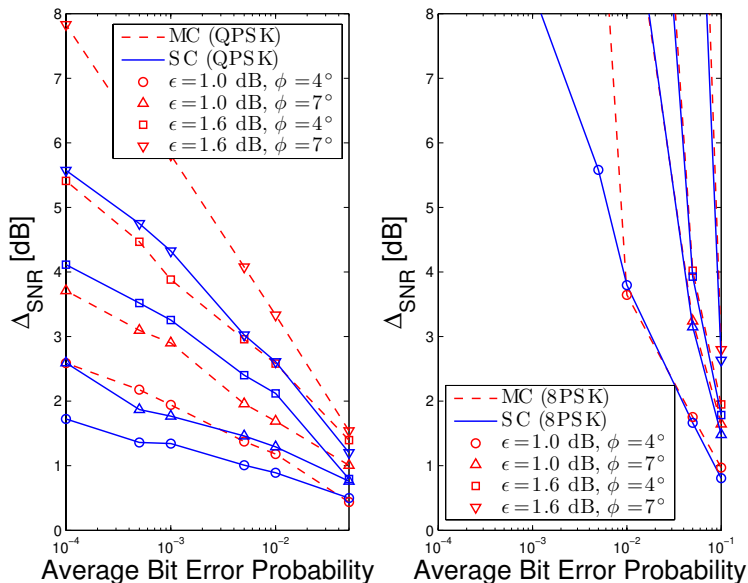 8
7
6
5
4
3
2
1
0
Δ_SNR [dB]
MC (QPSK)
SC (QPSK)
ϵ=1.0 dB, ϕ=4°
ϵ=1.0 dB, ϕ=7°
ϵ=1.6 dB, ϕ=4°
ϵ=1.6 dB, ϕ=7°
10^−4 10^−3 10^−2
Average Bit Error Probability
8
7
6
5
4
3
2
1
0
Δ_SNR [dB]
MC (8PSK)
SC (8PSK)
ϵ=1.0 dB, ϕ=4°
ϵ=1.0 dB, ϕ=7°
ϵ=1.6 dB, ϕ=4°
ϵ=1.6 dB, ϕ=7°
10^−4 10^−3 10^−2 10^−1
Average Bit Error Probability